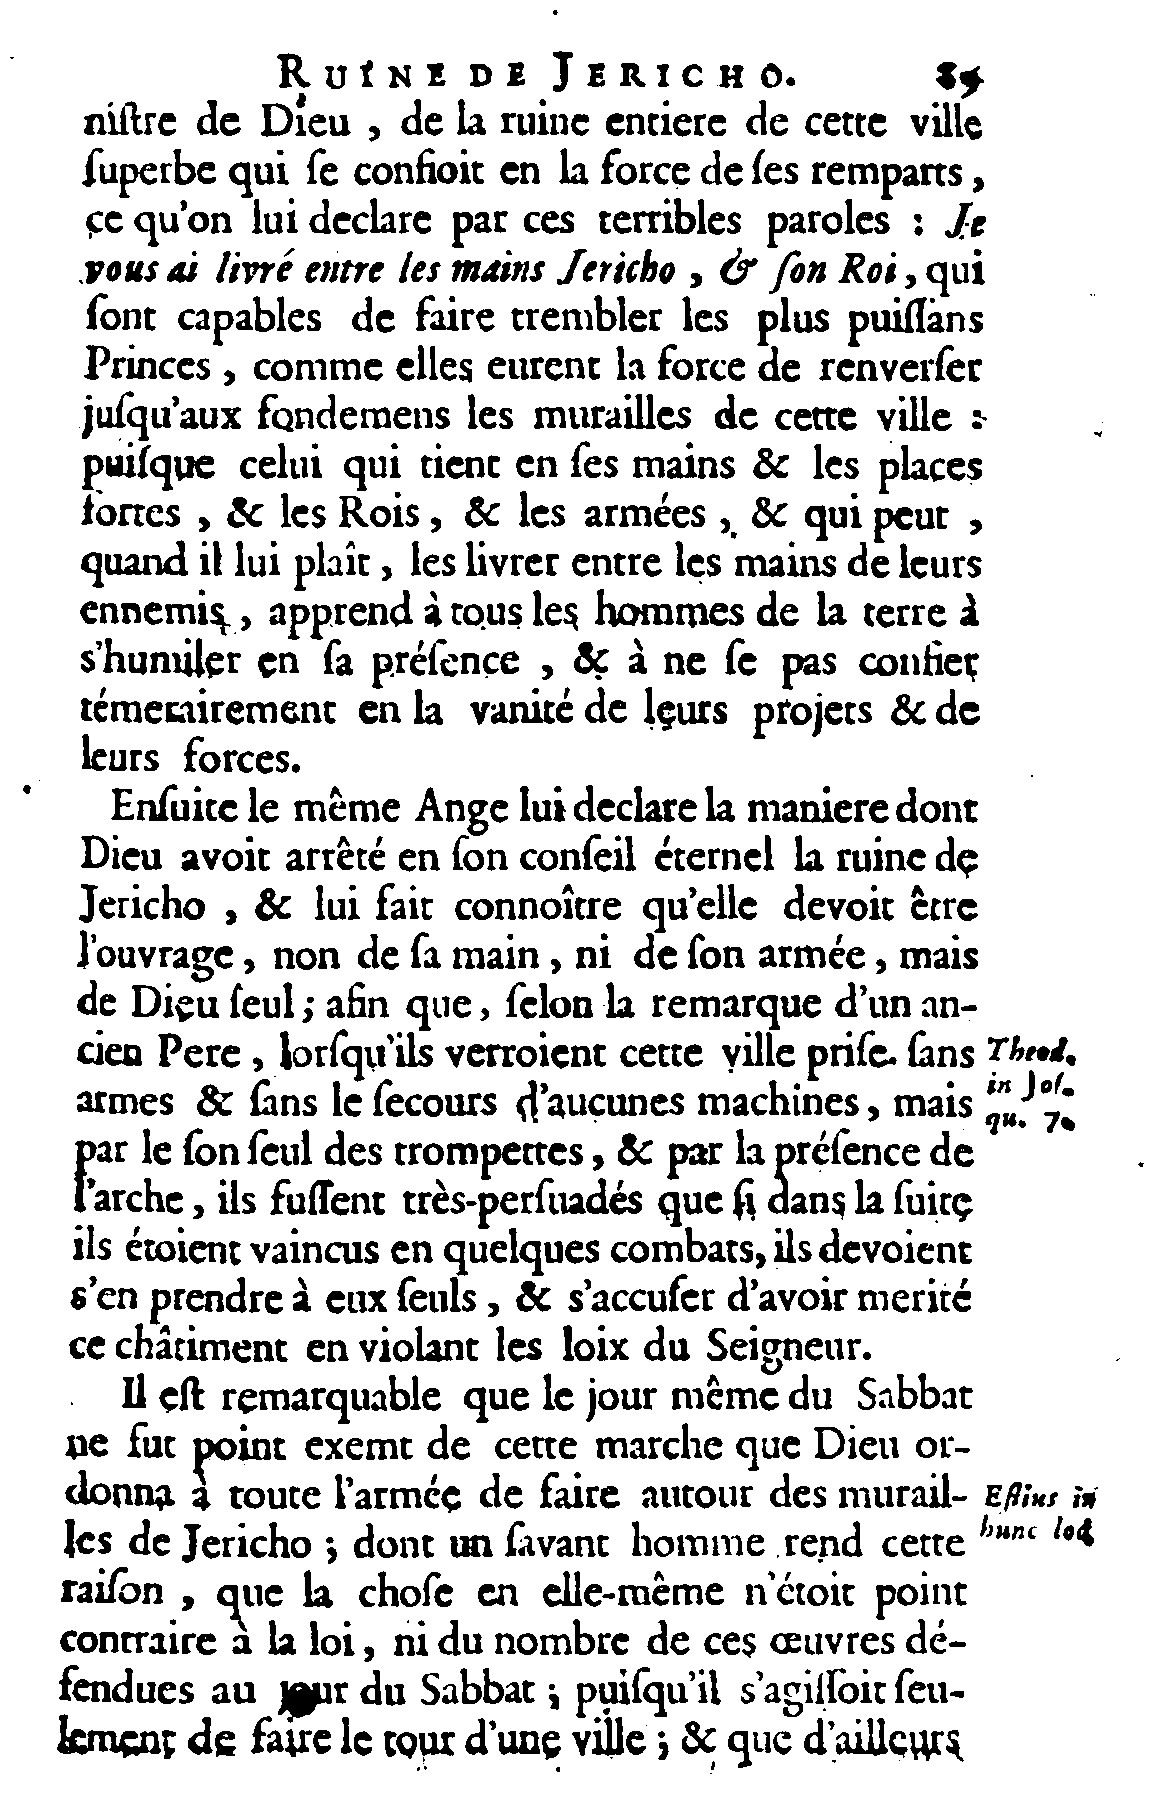 RUINE DE JERICHO. 89
niſtre de Dieu , de la ruine entiere de cette ville
ſuperbe qui ſe confioit en la force de ſes remparts ,
ce qu'on lui declare par ces terribles paroles : Je
vous ai livré entre les mains Jericho , & ſon Roi , qui
ſont capables de faire trembler les plus puiſſans
Princes , comme elles eurent la force de renverſer
juſqu'aux fondemens les murailles de cette ville :
puiſque celui qui tient en ſes mains & les places
fortes , & les Rois , & les armées , & qui peut ,
quand il lui plaît , les livrer entre les mains de leurs
ennemis , apprend à tous les hommes de la terre à
s'humilier en ſa préſence , & à ne ſe pas confier
témerairement en la vanité de leurs projets & de
leurs forces.
Enſuite le même Ange lui declare la maniere dont
Dieu avoit arrêté en ſon conſeil éternel la ruine de
Jericho , & lui fait connoître qu'elle devoit être
l'ouvrage , non de ſa main , ni de ſon armée , mais
de Dieu ſeul ; afin que , ſelon la remarque d'un an-
cien Pere , lorſqu'ils verroient cette ville priſe ſans
Theod.
armes & ſans le ſecours d'aucunes machines , mais
in Joſ.
qu. 7.
par le ſon ſeul des trompettes , & par la préſence de
l'arche , ils fuſſent très-perſuadés que ſi dans la ſuite
ils étoient vaincus en quelques combats, ils devoient
s'en prendre à eux ſeuls , & s'accuſer d'avoir merité
ce châtiment en violant les loix du Seigneur.
Il eſt remarquable que le jour même du Sabbat
ne fut point exemt de cette marche que Dieu or-
donna à toute l'armée de faire autour des murail-
Eſtius in
les de Jericho ; dont un ſavant homme rend cette
hunc loc.
raiſon , que la choſe en elle-même n'étoit point
contraire à la loi , ni du nombre de ces œuvres dé-
fendues au jour du Sabbat ; puiſqu'il s'agiſſoit ſeu-
lement de faire le tour d'une ville ; & que d'ailleurs